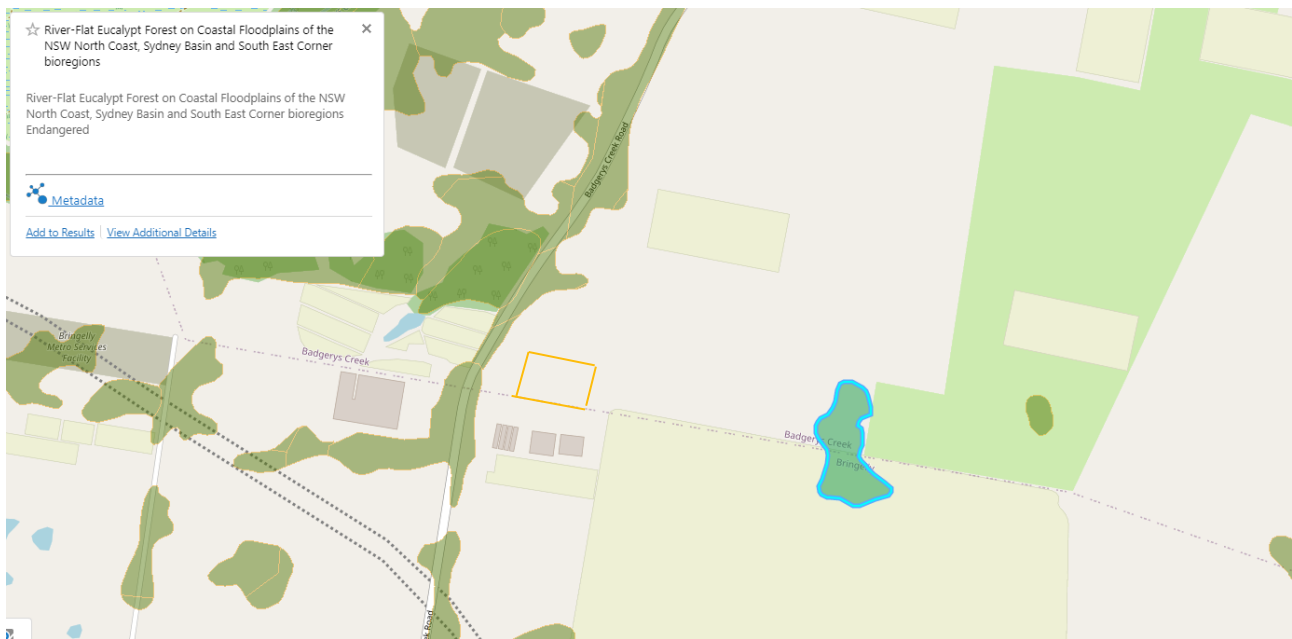 River-Flat Eucalypt Forest on Coastal Floodplains of the
NSW North Coast, Sydney Basin and South East Corner
bioregions
River-Flat Eucalypt Forest on Coastal Floodplains of the NSW
North Coast, Sydney Basin and South East Corner bioregions
Endangered
Metadata
Add to Results
View Additional Details
Badgerys Creek Road
Bringelly
Metro Services
Facility
Badgerys Creek
Badgerys Creek
Bringelly
ek Road